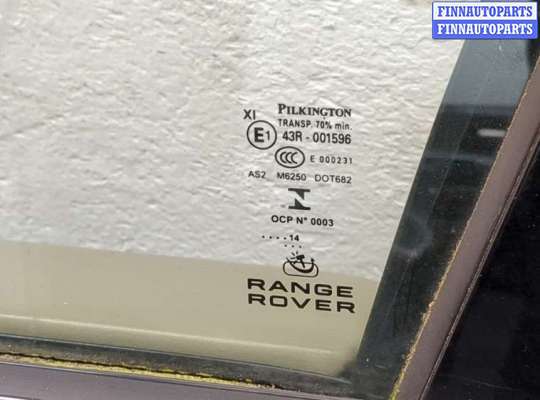 FINNAUTOPARTS
FINNAUTOPARTS
XI PILKINGTON
TRANSP. 70% min.
E1 43R - 001596
CCC E 000231
AS2 M6250 DOT682
N
OCP N° 0003
....14
...
RANGE
ROVER